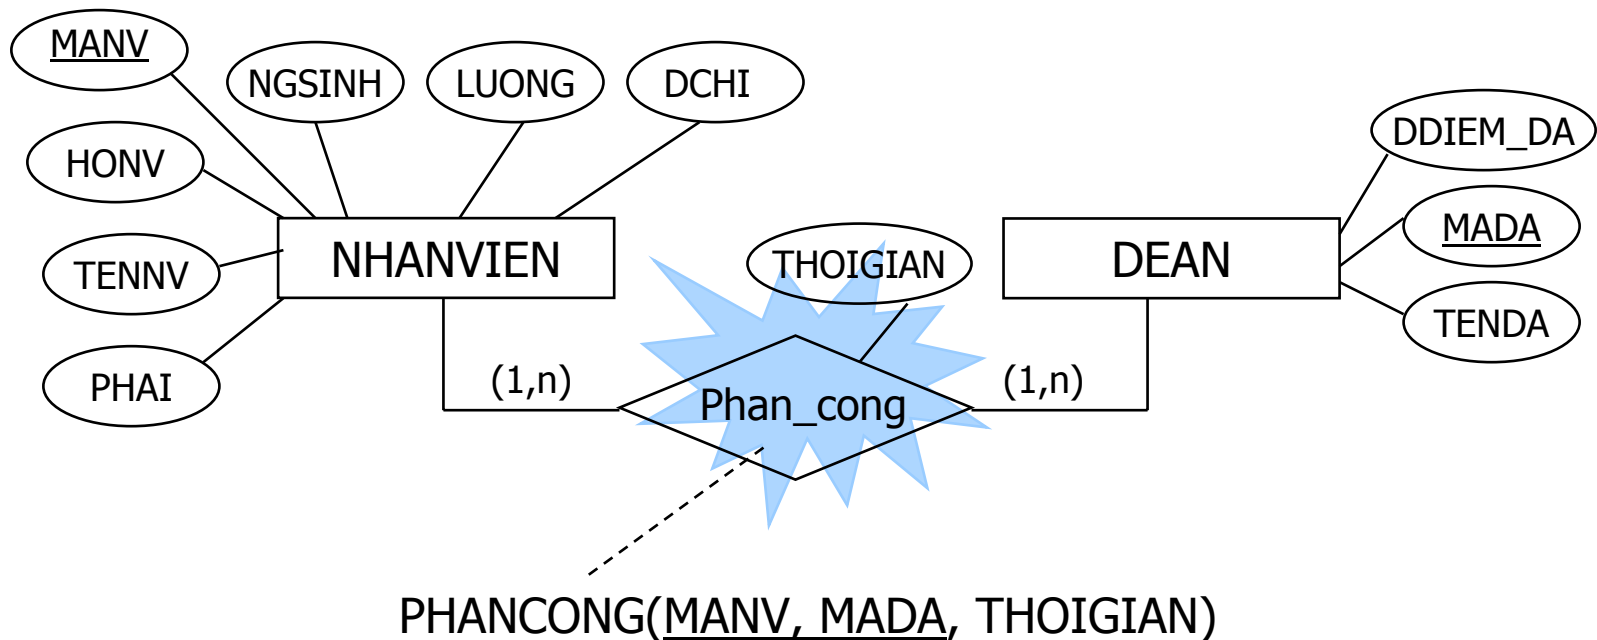 MANV
NGSINH
LUONG
DCHI
HONV
TENNV
PHAI
NHANVIEN
THOIGIAN
DEAN
DDIEM_DA
MADA
TENDA
(1,n)
Phan_cong
(1,n)
PHANCONG(MANV, MADA, THOIGIAN)